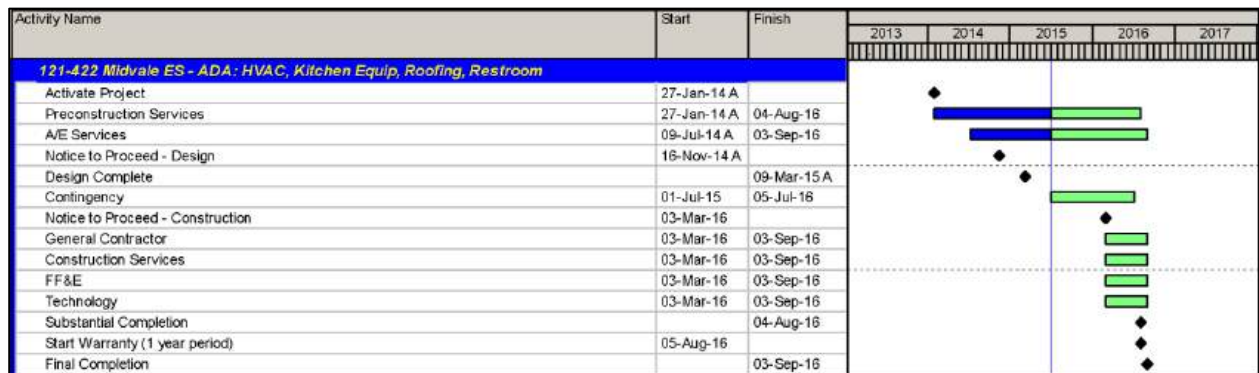 Activity Name Start Finish
2013 2014 2015 2016 2017
121-422 Midvale ES - ADA: HVAC, Kitchen Equip, Roofing, Restroom
Activate Project 27-Jan-14 A
Preconstruction Services 27-Jan-14 A 04-Aug-16
A/E Services 09-Jul-14 A 03-Sep-16
Notice to Proceed - Design 16-Nov-14 A
Design Complete 09-Mar-15 A
Contingency 01-Jul-15 05-Jul-16
Notice to Proceed - Construction 03-Mar-16
General Contractor 03-Mar-16 03-Sep-16
Construction Services 03-Mar-16 03-Sep-16
FF&E 03-Mar-16 03-Sep-16
Technology 03-Mar-16 03-Sep-16
Substantial Completion 04-Aug-16
Start Warranty (1 year period) 05-Aug-16
Final Completion 03-Sep-16